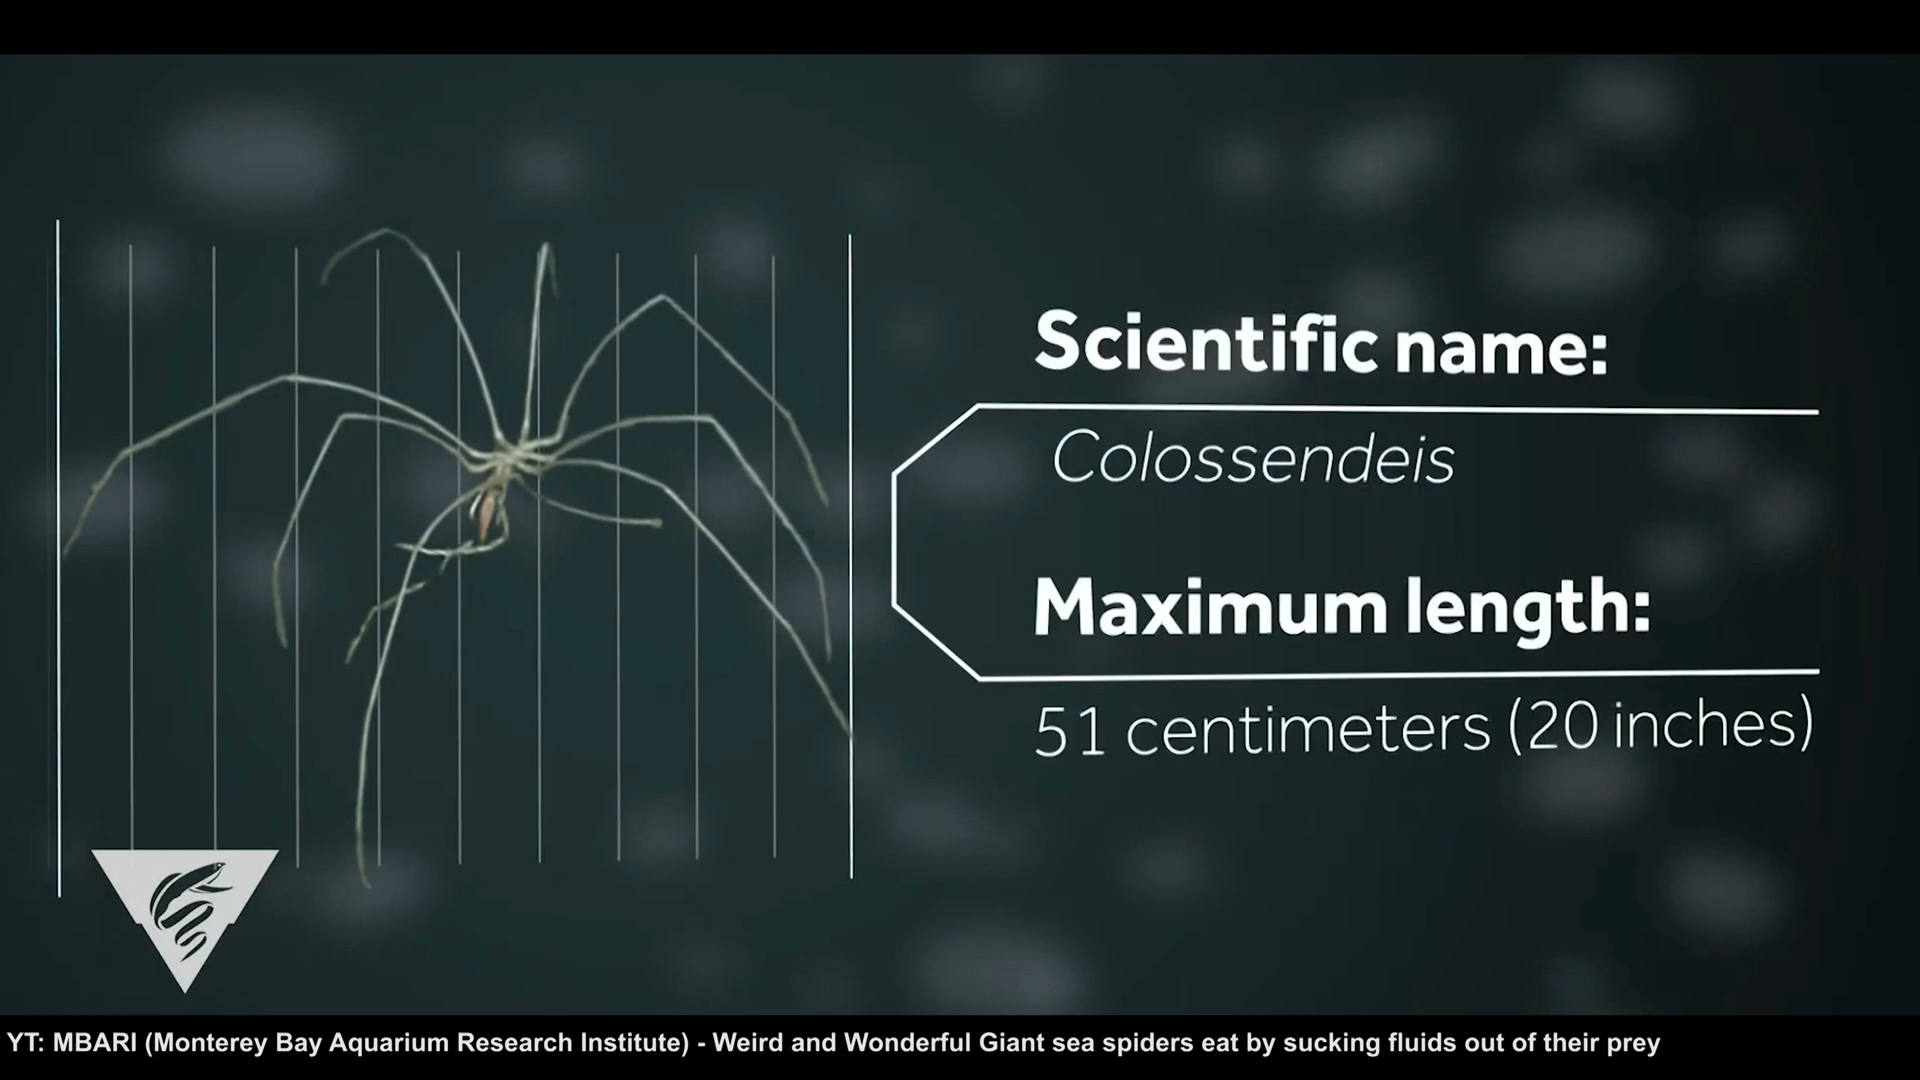 Scientific name:
Colossendeis
Maximum length:
51 centimeters (20 inches)
YT: MBARI (Monterey Bay Aquarium Research Institute) - Weird and Wonderful Giant sea spiders eat by sucking fluids out of their prey